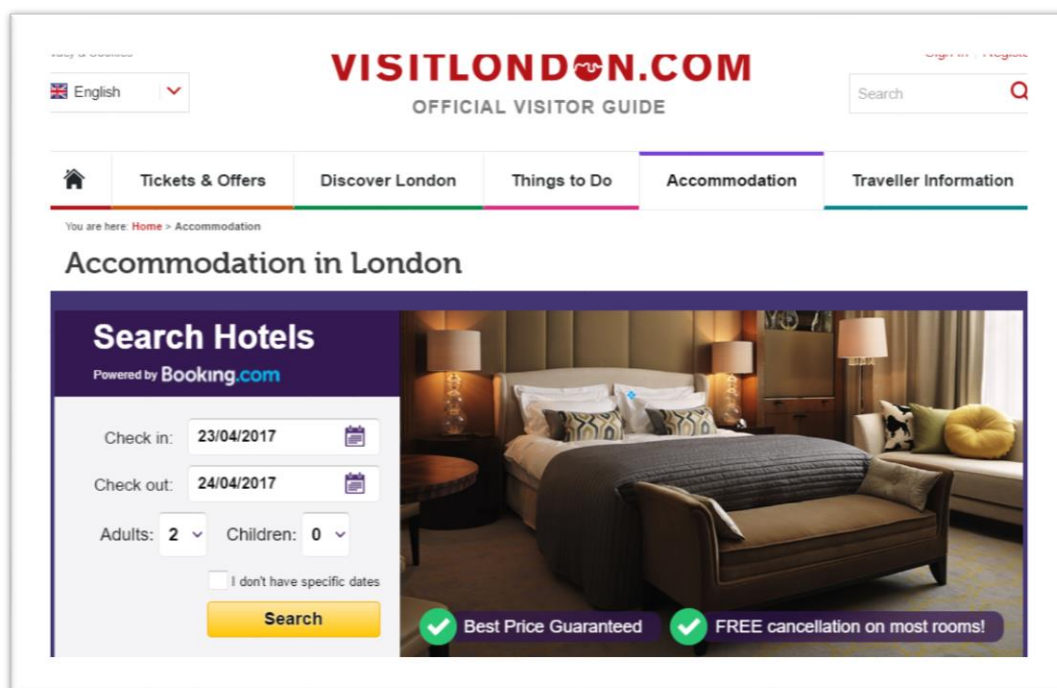 English
VISITLONDON.COM
OFFICIAL VISITOR GUIDE
Search
Tickets & Offers
Discover London
Things to Do
Accommodation
Traveller Information
You are here: Home > Accommodation
Accommodation in London
Search Hotels
Powered by Booking.com
Check in: 23/04/2017
Check out: 24/04/2017
Adults: 2 Children: 0
I don't have specific dates
Search
Best Price Guaranteed
FREE cancellation on most rooms!